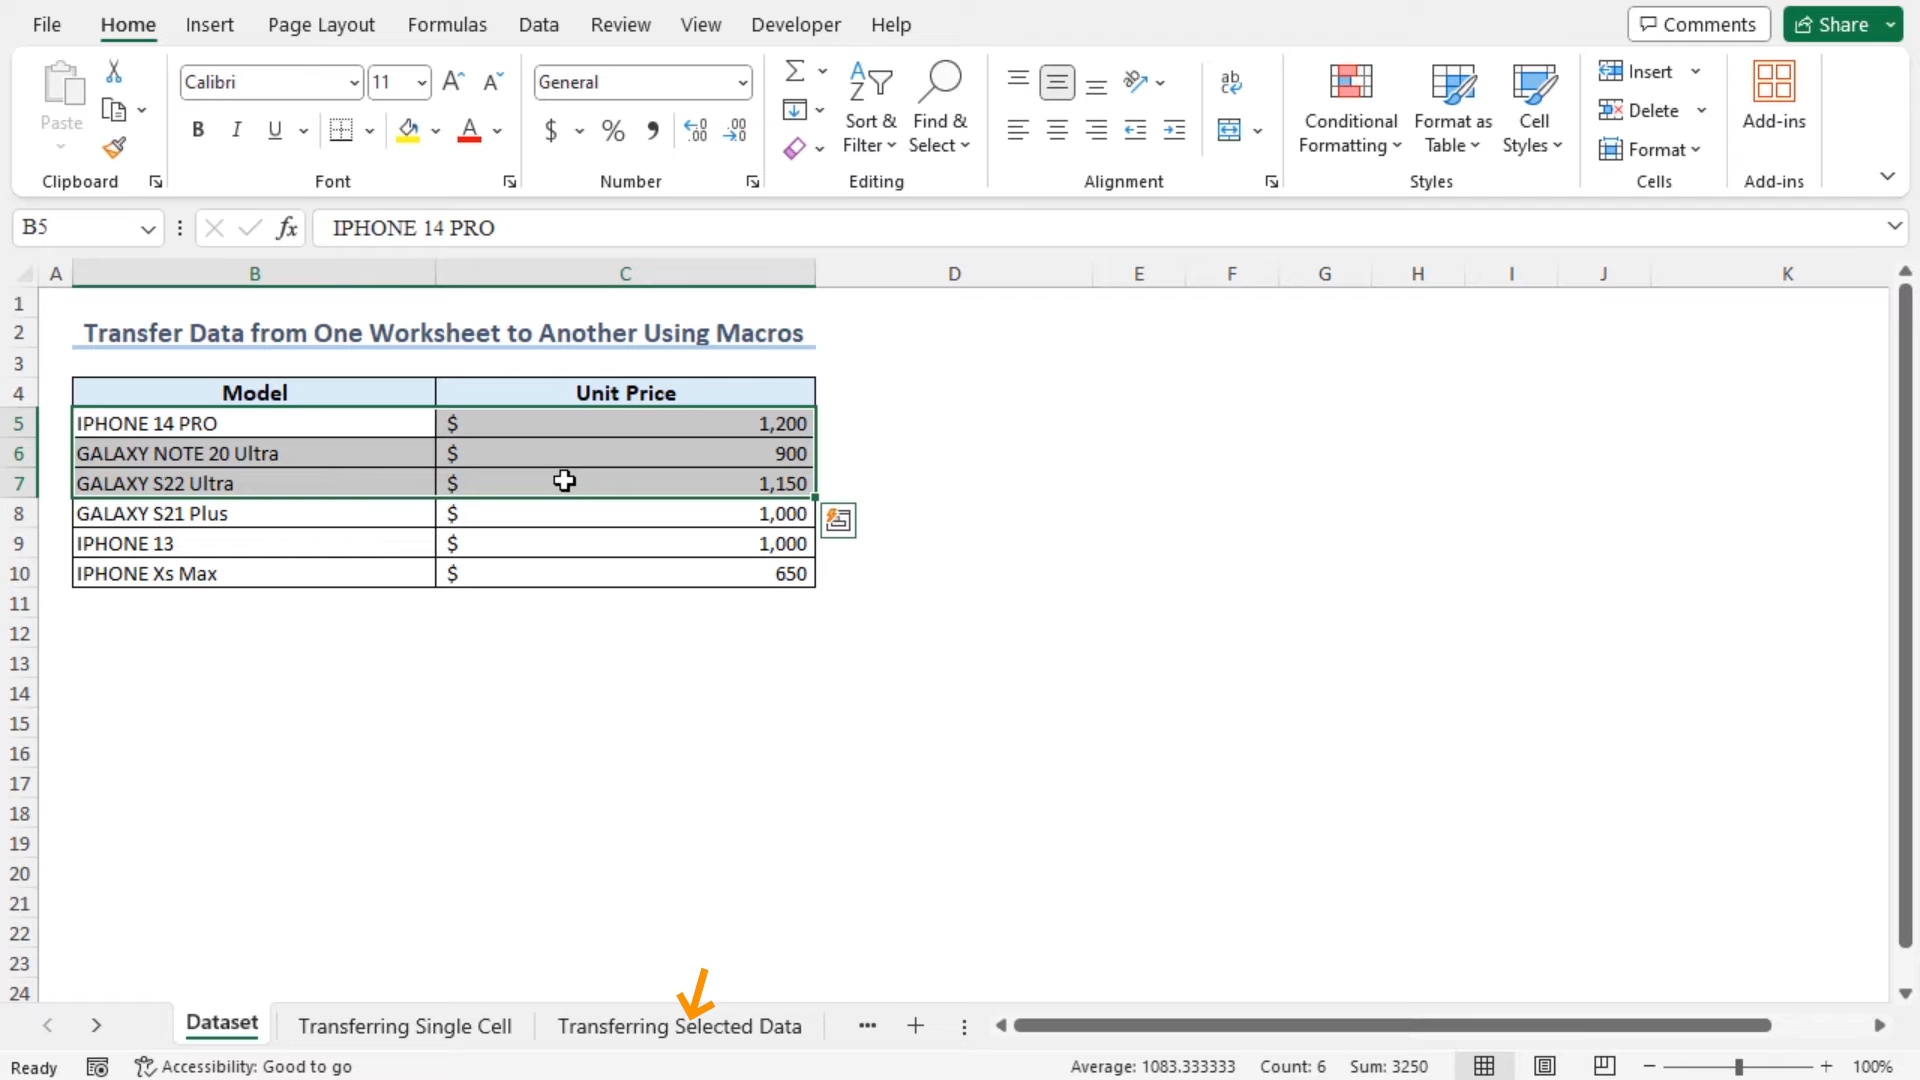 File Home Insert Page Layout Formulas Data Review View Developer Help Comments Share
Paste
Calibri 11
General
B I U
$ % 9
Sort & Filter
Find & Select
ab
Conditional Formatting
Format as Table
Cell Styles
Insert
Delete
Format
Add-ins
Clipboard Font Number Editing Alignment Styles Cells Add-ins
B5 fx IPHONE 14 PRO
A B C D E F G H I J K
1
2 Transfer Data from One Worksheet to Another Using Macros
3
4 Model Unit Price
5 IPHONE 14 PRO $ 1,200
6 GALAXY NOTE 20 Ultra $ 900
7 GALAXY S22 Ultra $ 1,150
8 GALAXY S21 Plus $ 1,000
9 IPHONE 13 $ 1,000
10 IPHONE Xs Max $ 650
11
12
13
14
15
16
17
18
19
20
21
22
23
24
Dataset Transferring Single Cell Transferring Selected Data
Ready Accessibility: Good to go Average: 1083.333333 Count: 6 Sum: 3250 100%